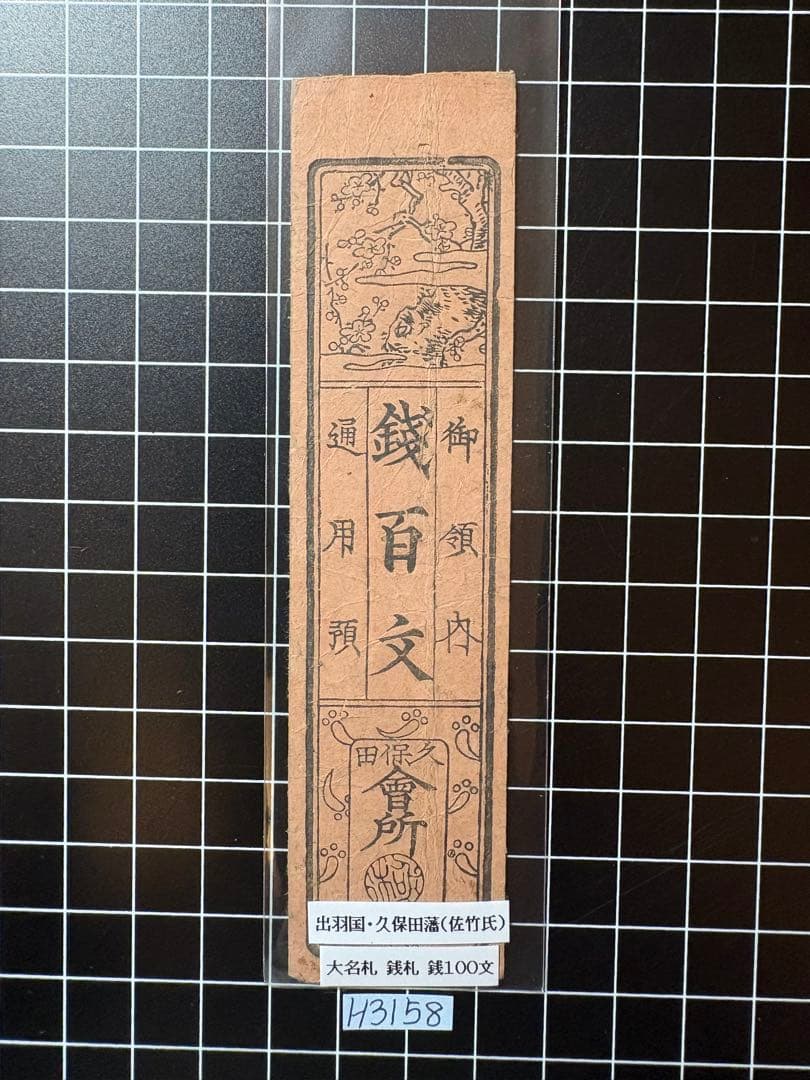 御領内
錢百文
通用預
久保田
會所
出羽国・久保田藩(佐竹氏)
大名札 銭札 銭100文
H3158